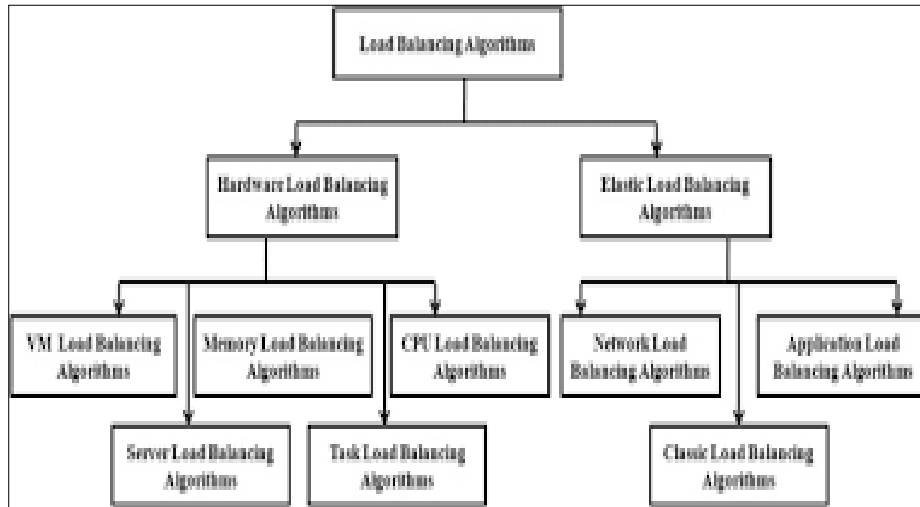 Load Balancing Algorithms
Hardware Load Balancing
Algorithms
Elastic Load Balancing
Algorithms
VM Load Balancing
Algorithms
Memory Load Balancing
Algorithms
CPU Load Balancing
Algorithms
Network Load
Balancing Algorithms
Application Load
Balancing Algorithms
Server Load Balancing
Algorithms
Task Load Balancing
Algorithms
Classic Load Balancing
Algorithms